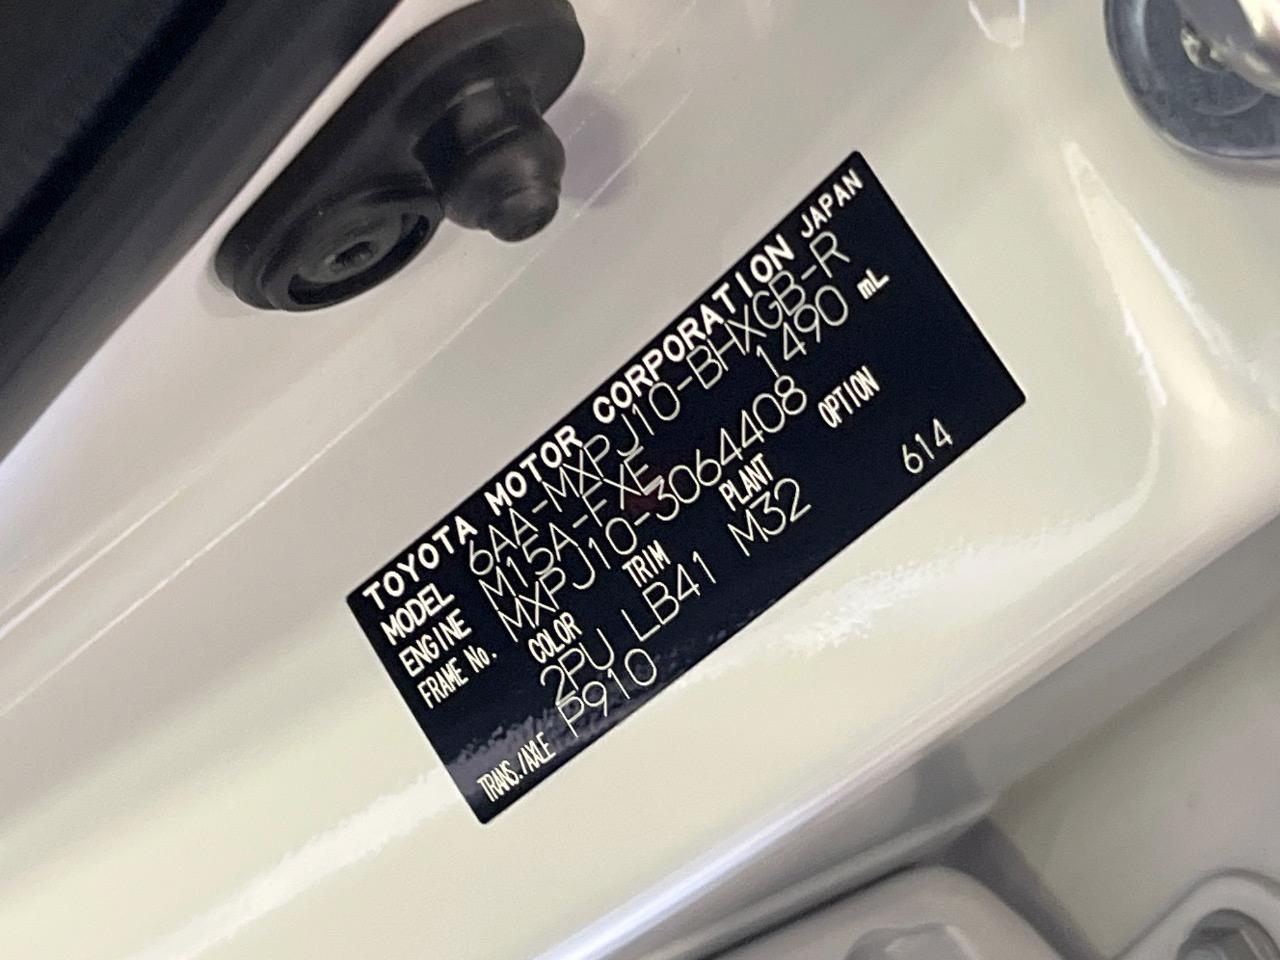 TOYOTA MOTOR CORPORATION JAPAN
MODEL 6AA-MXPJ10-BHXGB-R
ENGINE M15A-FXE 1490 mL
FRAME No. MXPJ10-3064408
COLOR TRIM PLANT OPTION
2PU LB41 M32
TRANS./AXLE P910 614